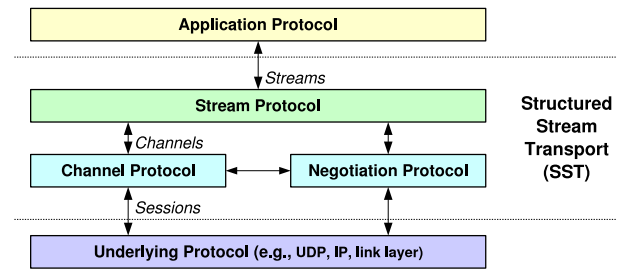 Application Protocol
Streams
Stream Protocol
Structured
Stream
Transport
(SST)
Channels
Channel Protocol
Negotiation Protocol
Sessions
Underlying Protocol (e.g., UDP, IP, link layer)